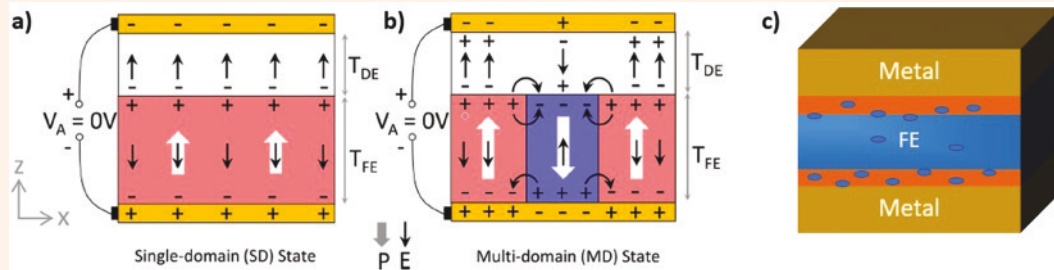 a)
- - - - -
+
V_A = 0V
-
- - - - -
+ + + + +
- - - - -
+ + + + +
T_DE
T_FE
Z
X
Single-domain (SD) State
b)
- - + - -
+ + - + +
+
V_A = 0V
-
- - + - -
+ + + - - - + + +
- - - + + + - - -
+ + + - - - + + +
T_DE
T_FE
P E
Multi-domain (MD) State
c)
Metal
FE
Metal